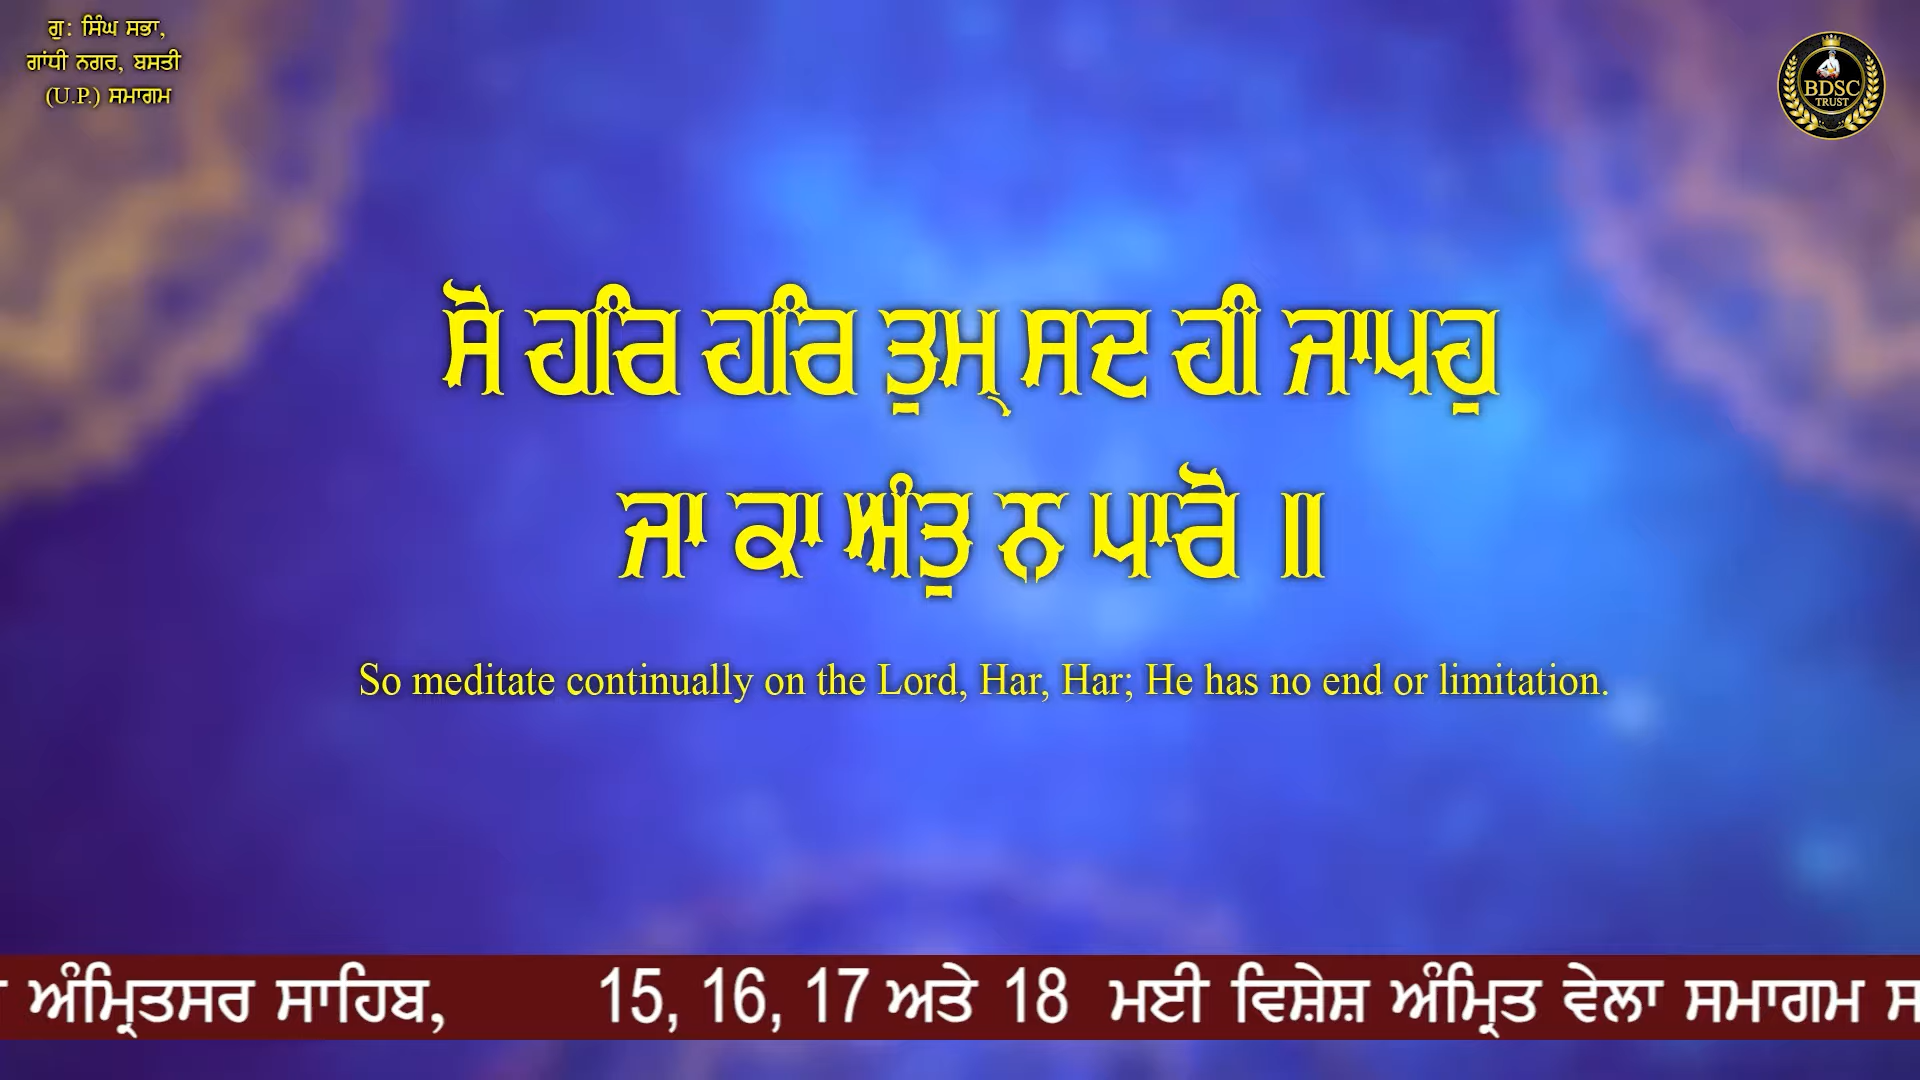 ਗੁ: ਸਿੰਘ ਸਭਾ,
ਗਾਂਧੀ ਨਗਰ, ਬਸਤੀ
(U.P.) ਸਮਾਗਮ
BDSC
TRUST
ਸੋ ਹਰਿ ਹਰਿ ਤੁਮ੍ ਸਦ ਹੀ ਜਾਪਹੁ
ਜਾ ਕਾ ਅੰਤੁ ਨ ਪਾਰੋ ॥
So meditate continually on the Lord, Har, Har; He has no end or limitation.
ਅੰਮ੍ਰਿਤਸਰ ਸਾਹਿਬ, 15, 16, 17 ਅਤੇ 18 ਮਈ ਵਿਸ਼ੇਸ਼ ਅੰਮ੍ਰਿਤ ਵੇਲਾ ਸਮਾਗਮ